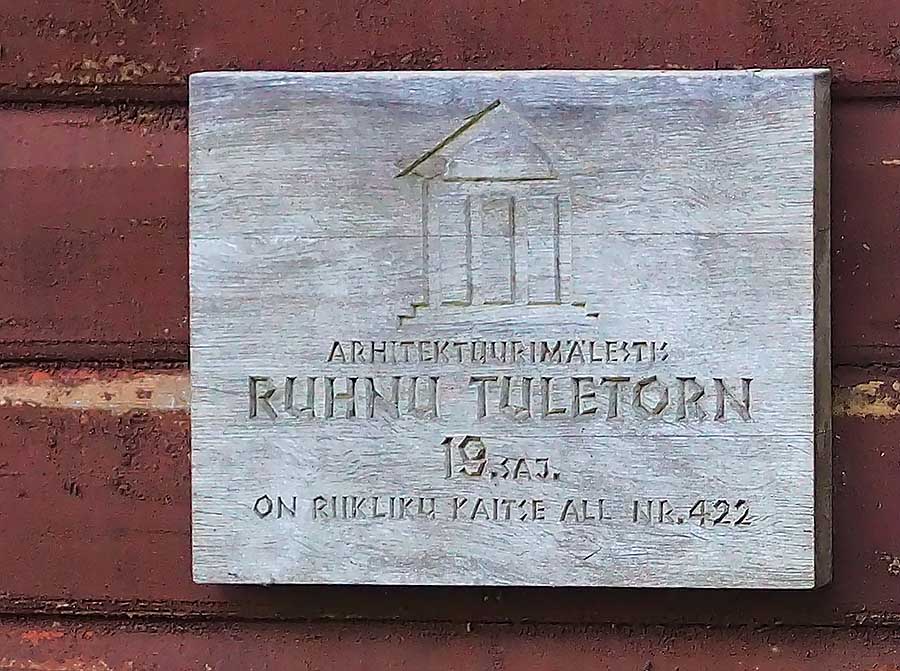 ARHITEKTUURIMÄLESTIS
RUHNU TULETORN
19.SAJ.
ON RIIKLIKU KAITSE ALL NR.422